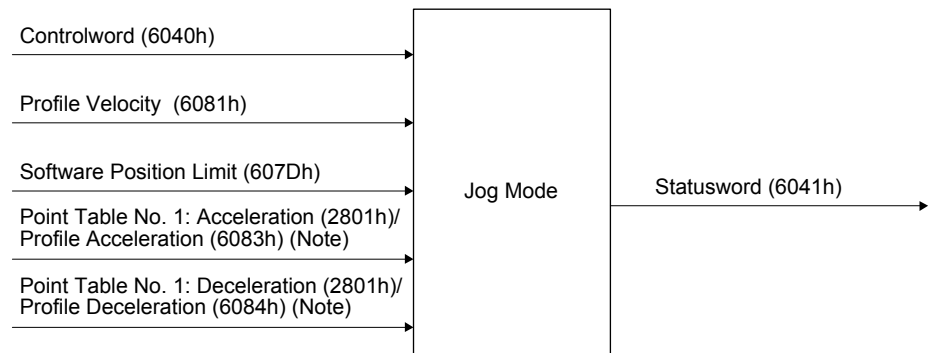 Controlword (6040h)
Profile Velocity (6081h)
Software Position Limit (607Dh)
Point Table No. 1: Acceleration (2801h)/
Profile Acceleration (6083h) (Note)
Point Table No. 1: Deceleration (2801h)/
Profile Deceleration (6084h) (Note)
Jog Mode
Statusword (6041h)